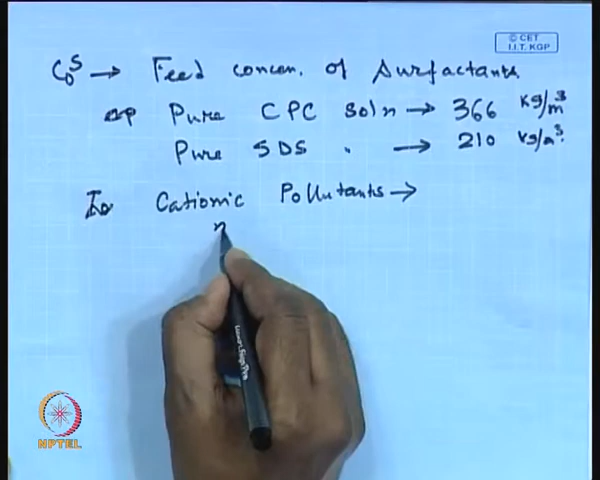 © CET
I.I.T. KGP
C₀ˢ → Feed concen. of Surfactants.
Pure CPC soln → 366 kg/m³
Pure SDS " → 210 kg/m³.
Cationic Pollutants →
n
NPTEL